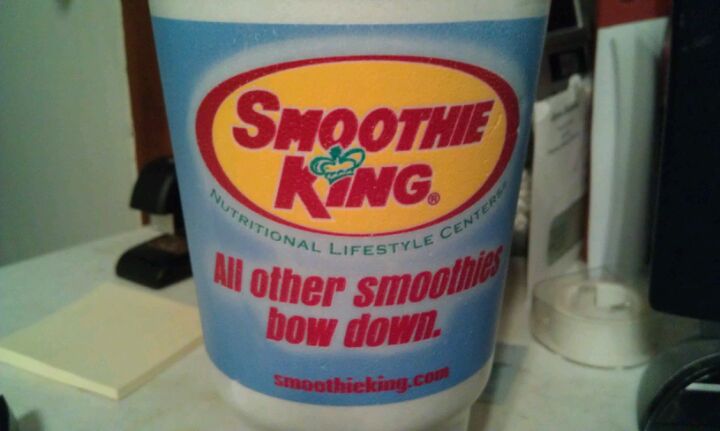 SMOOTHIE
KING®
NUTRITIONAL LIFESTYLE CENTERS®
All other smoothies
bow down.
smoothieking.com